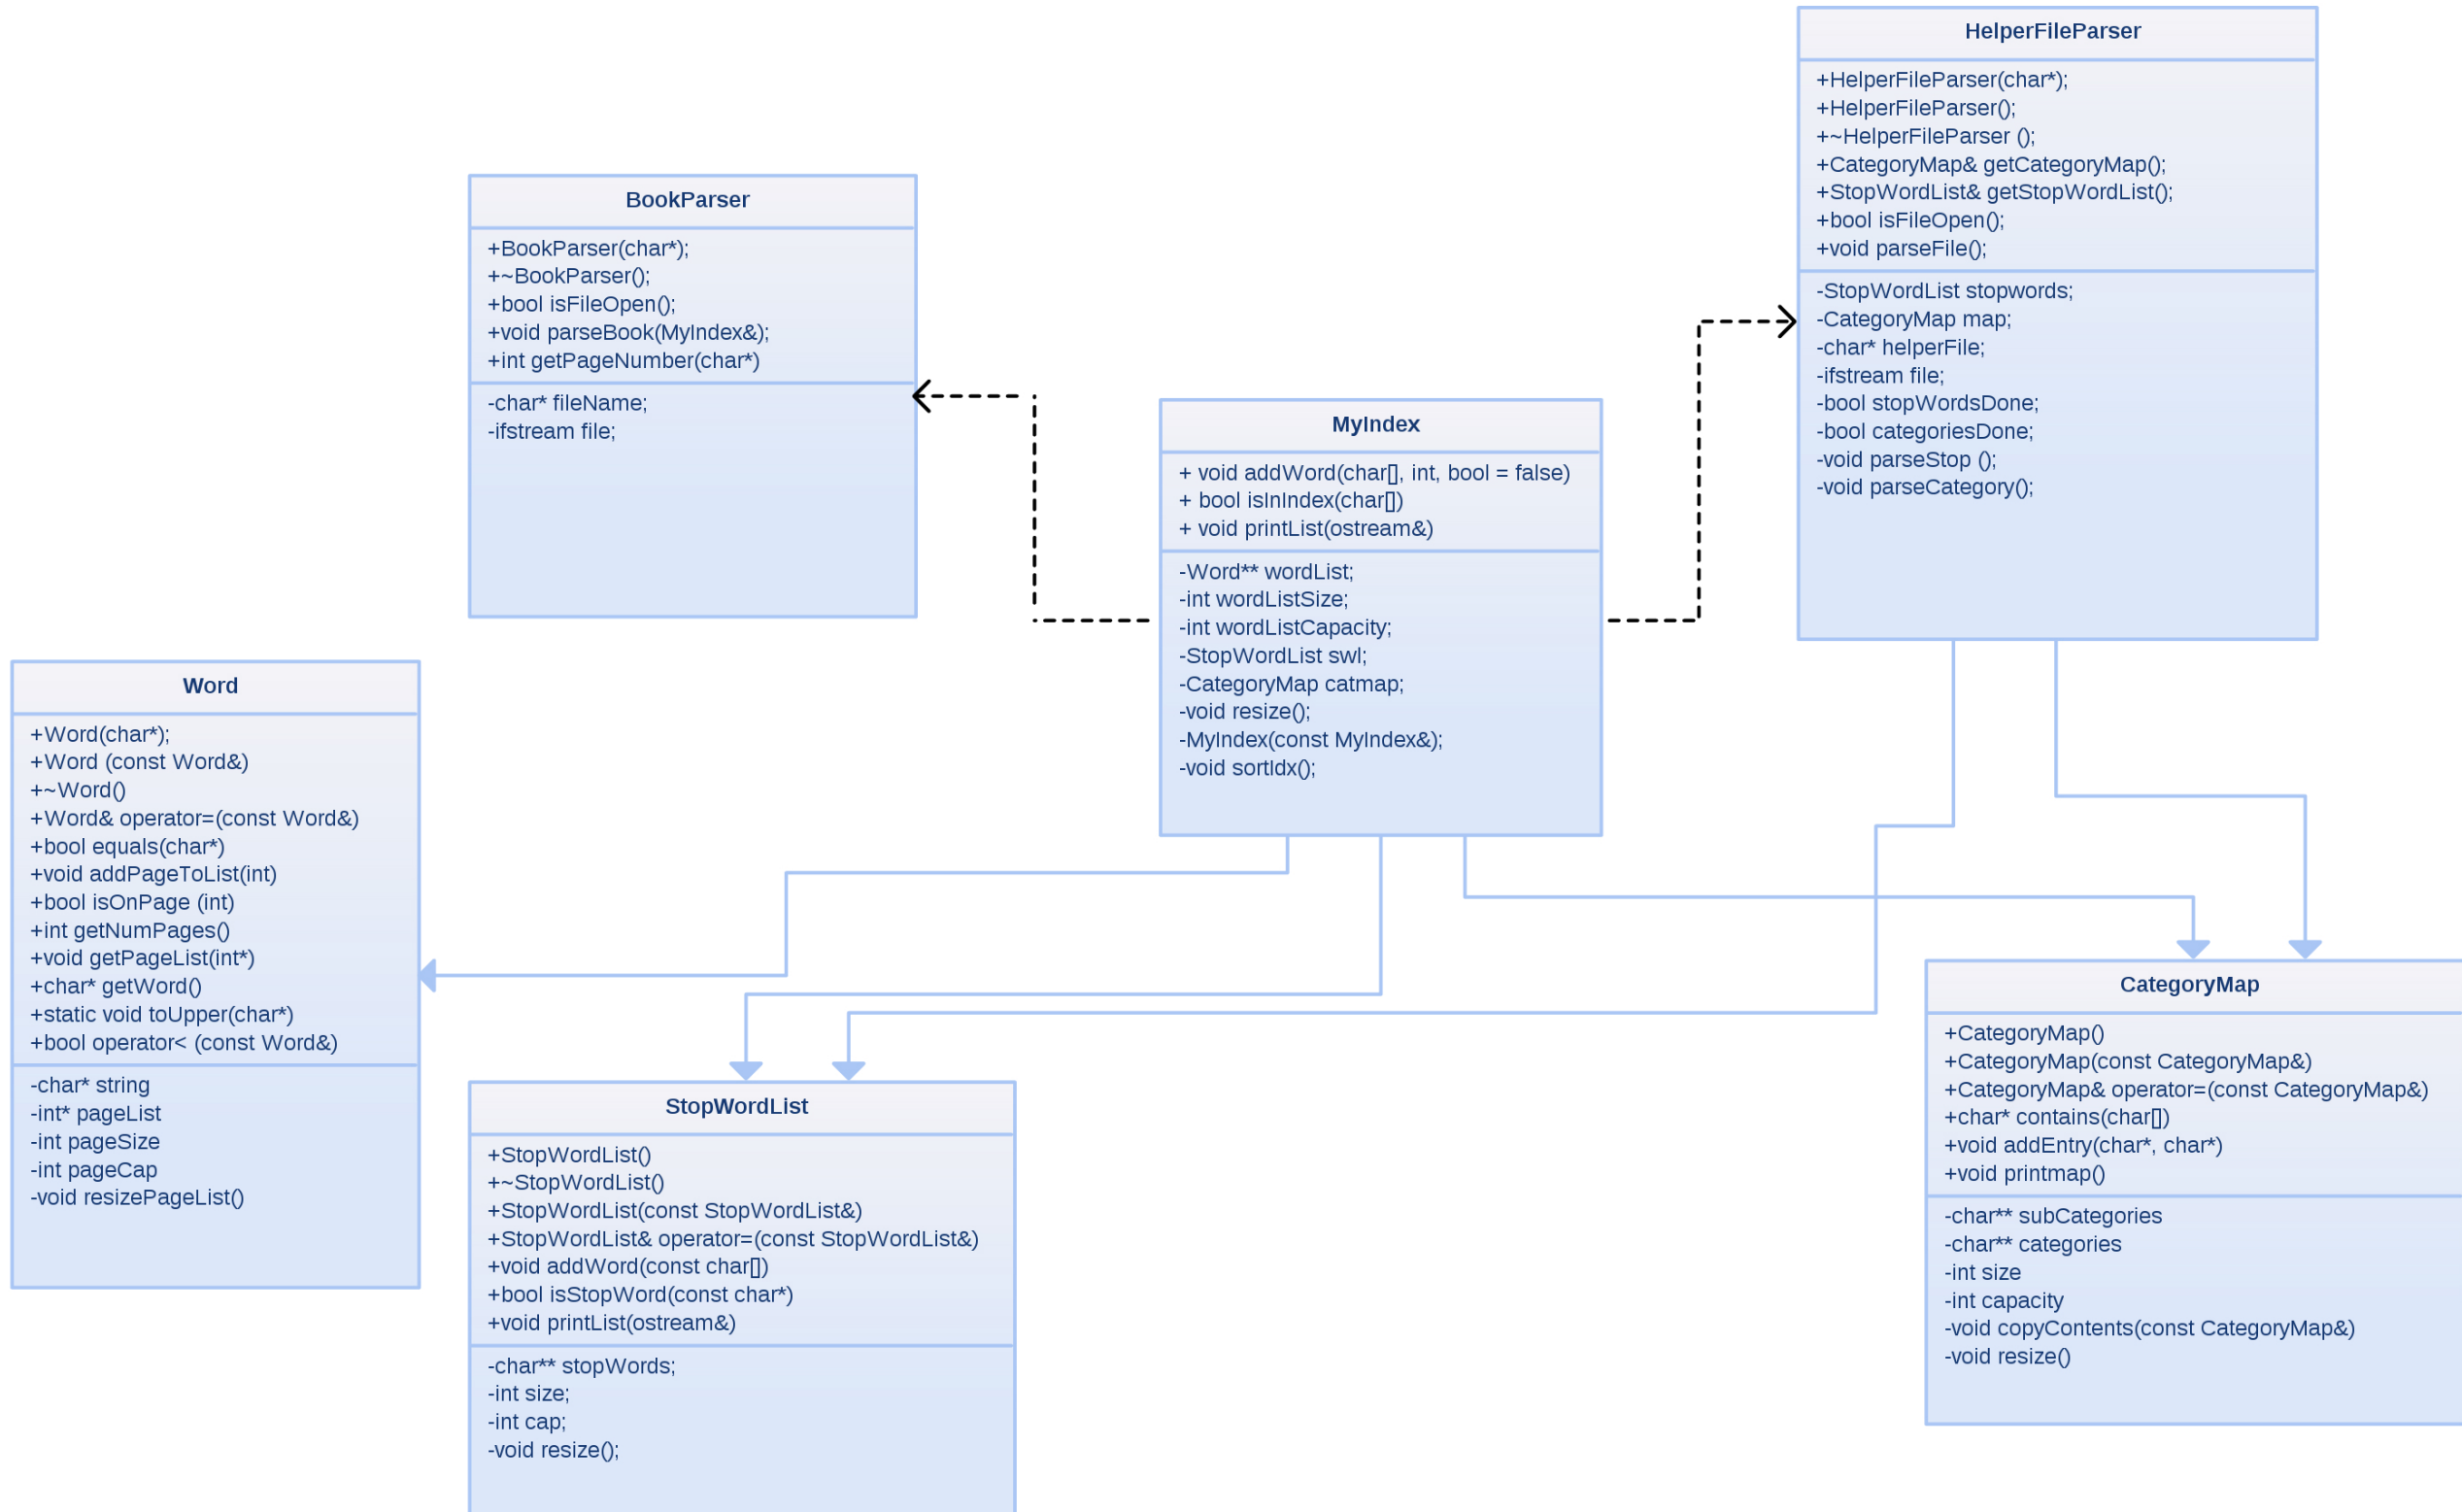 HelperFileParser
+HelperFileParser(char*);
+HelperFileParser();
+~HelperFileParser ();
+CategoryMap& getCategoryMap();
+StopWordList& getStopWordList();
+bool isFileOpen();
+void parseFile();
-StopWordList stopwords;
-CategoryMap map;
-char* helperFile;
-ifstream file;
-bool stopWordsDone;
-bool categoriesDone;
-void parseStop ();
-void parseCategory();
BookParser
+BookParser(char*);
+~BookParser();
+bool isFileOpen();
+void parseBook(MyIndex&);
+int getPageNumber(char*)
-char* fileName;
-ifstream file;
MyIndex
+ void addWord(char[], int, bool = false)
+ bool isInIndex(char[])
+ void printList(ostream&)
-Word** wordList;
-int wordListSize;
-int wordListCapacity;
-StopWordList swl;
-CategoryMap catmap;
-void resize();
-MyIndex(const MyIndex&);
-void sortIdx();
Word
+Word(char*);
+Word (const Word&)
+~Word()
+Word& operator=(const Word&)
+bool equals(char*)
+void addPageToList(int)
+bool isOnPage (int)
+int getNumPages()
+void getPageList(int*)
+char* getWord()
+static void toUpper(char*)
+bool operator< (const Word&)
-char* string
-int* pageList
-int pageSize
-int pageCap
-void resizePageList()
StopWordList
+StopWordList()
+~StopWordList()
+StopWordList(const StopWordList&)
+StopWordList& operator=(const StopWordList&)
+void addWord(const char[])
+bool isStopWord(const char*)
+void printList(ostream&)
-char** stopWords;
-int size;
-int cap;
-void resize();
CategoryMap
+CategoryMap()
+CategoryMap(const CategoryMap&)
+CategoryMap& operator=(const CategoryMap&)
+char* contains(char[])
+void addEntry(char*, char*)
+void printmap()
-char** subCategories
-char** categories
-int size
-int capacity
-void copyContents(const CategoryMap&)
-void resize()